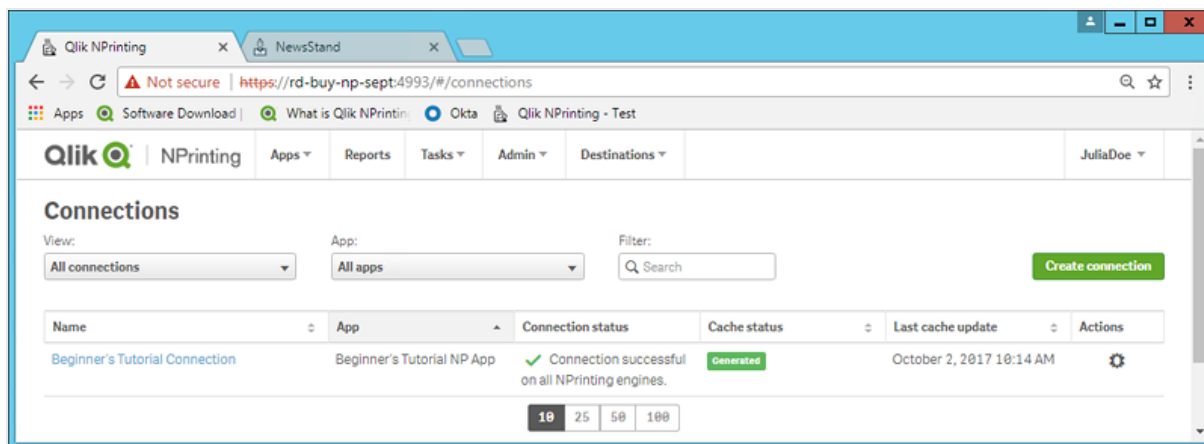 Qlik NPrinting NewsStand
Not secure | https://rd-buy-np-sept:4993/#/connections
Apps Software Download | What is Qlik NPrintin Okta Qlik NPrinting - Test
Qlik NPrinting Apps Reports Tasks Admin Destinations JuliaDoe
Connections
View: App: Filter:
All connections All apps Search Create connection
Name App Connection status Cache status Last cache update Actions
Beginner's Tutorial Connection Beginner's Tutorial NP App Connection successful Generated October 2, 2017 10:14 AM
on all NPrinting engines.
10 25 50 100